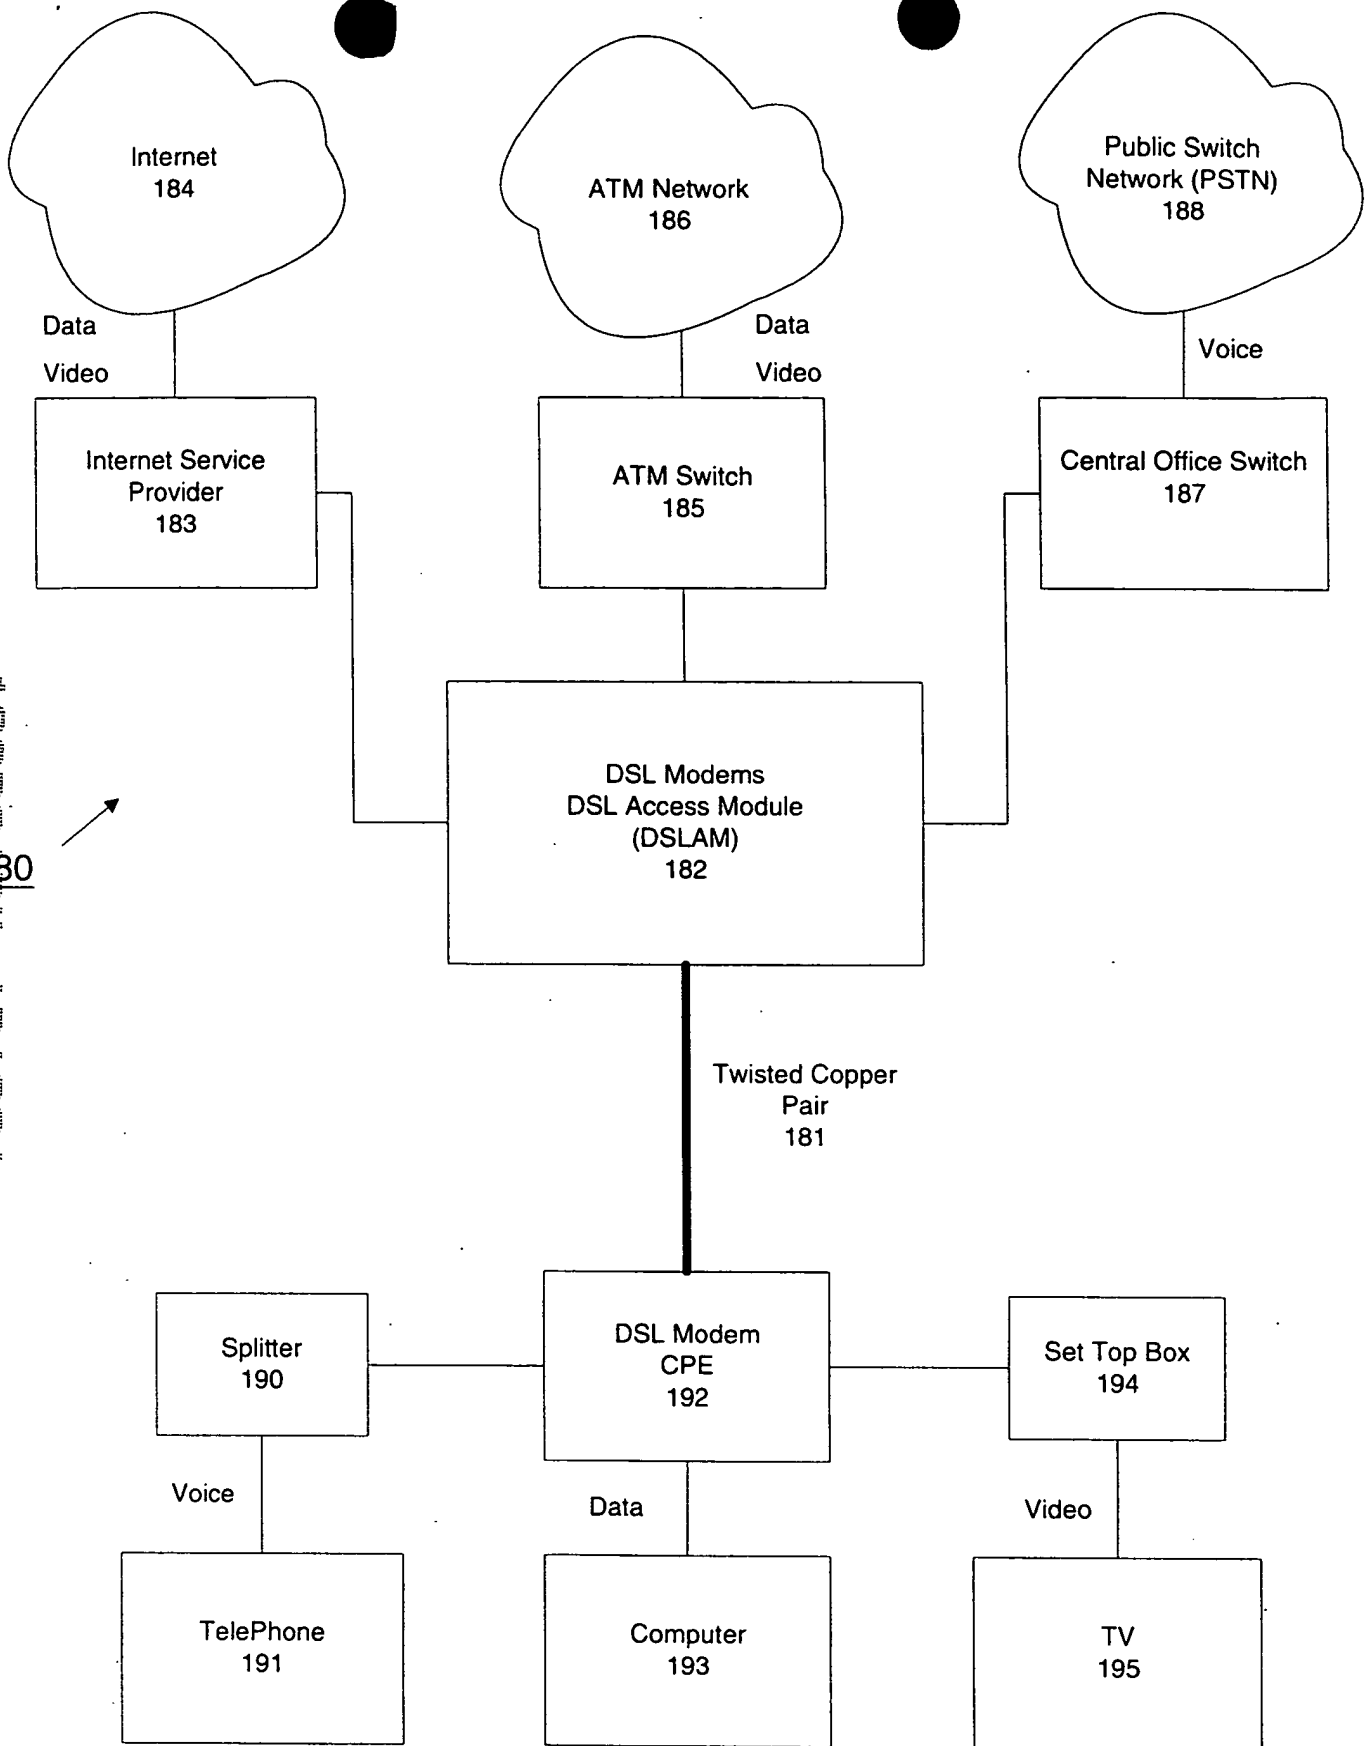 Internet
184
ATM Network
186
Public Switch
Network (PSTN)
188
Data
Video
Data
Video
Voice
Internet Service
Provider
183
ATM Switch
185
Central Office Switch
187
DSL Modems
DSL Access Module
(DSLAM)
182
80
Twisted Copper
Pair
181
Splitter
190
DSL Modem
CPE
192
Set Top Box
194
Voice
Data
Video
TelePhone
191
Computer
193
TV
195